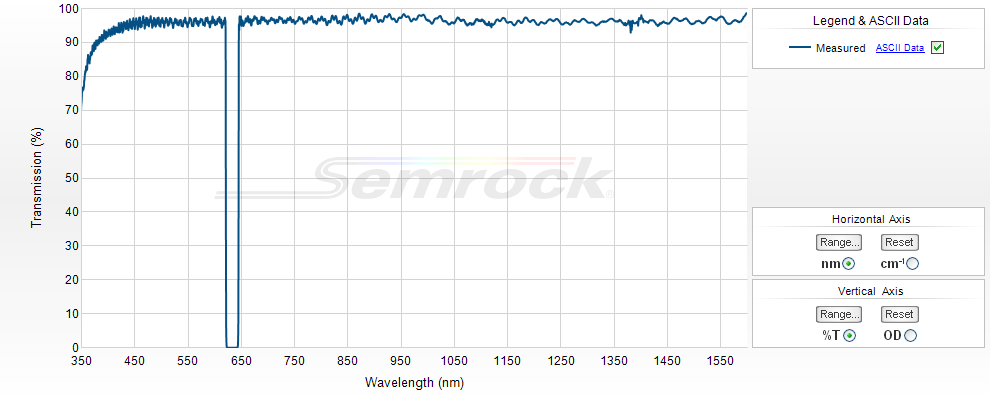 100
90
80
70
60
50
40
30
20
10
0
Transmission (%)
350 450 550 650 750 850 950 1050 1150 1250 1350 1450 1550
Wavelength (nm)
Semrock®
Legend & ASCII Data
Measured ASCII Data
Horizontal Axis
Range... Reset
nm cm⁻¹
Vertical Axis
Range... Reset
%T OD